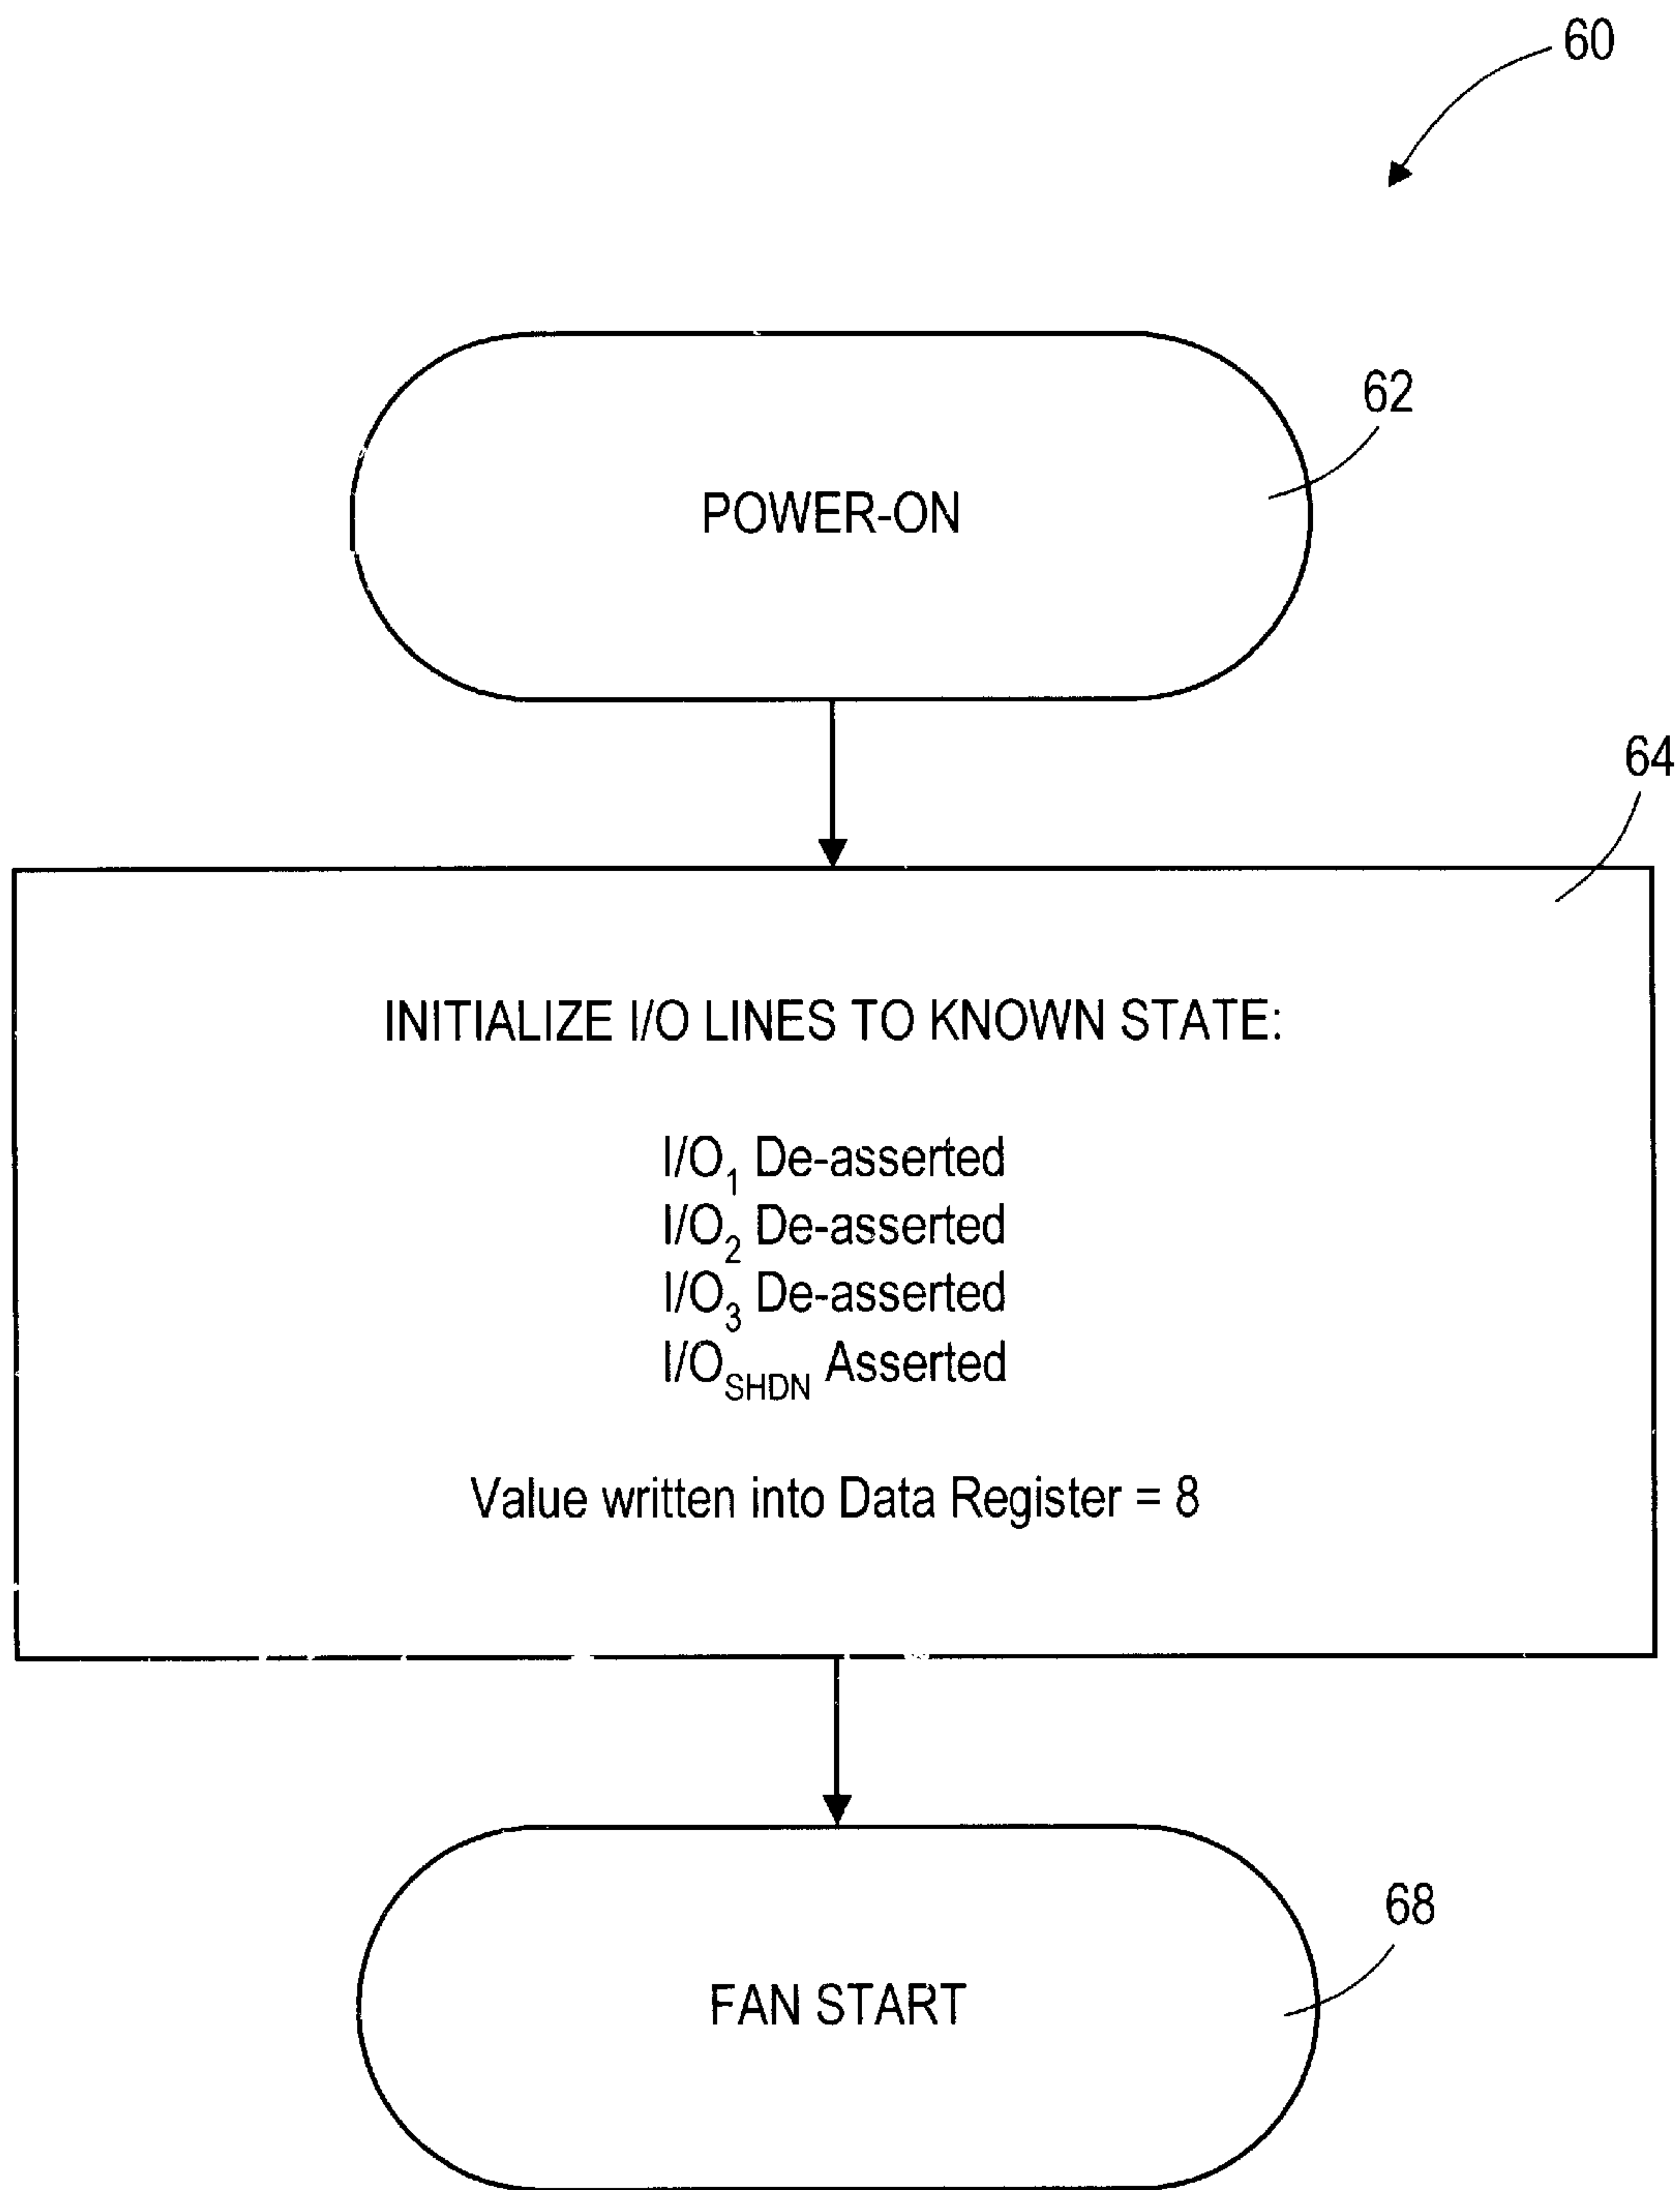 60
62
POWER-ON
64
INITIALIZE I/O LINES TO KNOWN STATE:
I/O₁ De-asserted
I/O₂ De-asserted
I/O₃ De-asserted
I/O_SHDN Asserted
Value written into Data Register = 8
68
FAN START